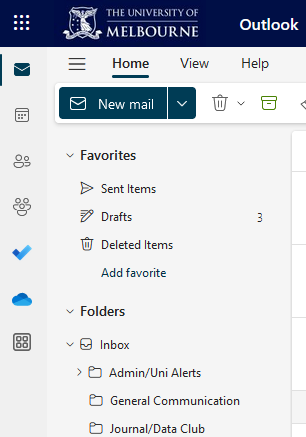 THE UNIVERSITY OF
MELBOURNE
Outlook
Home View Help
New mail
Favorites
Sent Items
Drafts 3
Deleted Items
Add favorite
Folders
Inbox
Admin/Uni Alerts
General Communication
Journal/Data Club